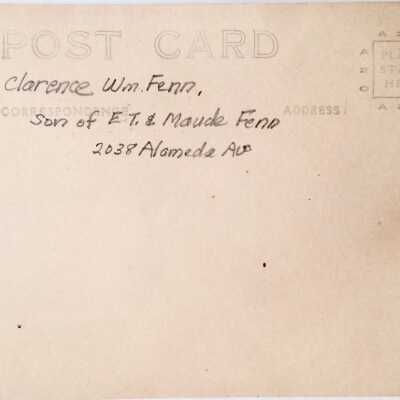 POST CARD
Clarence Wm. Fenn,
CORRESPONDENCE ADDRESS
Son of E.T. & Maude Fenn
2038 Alameda Av